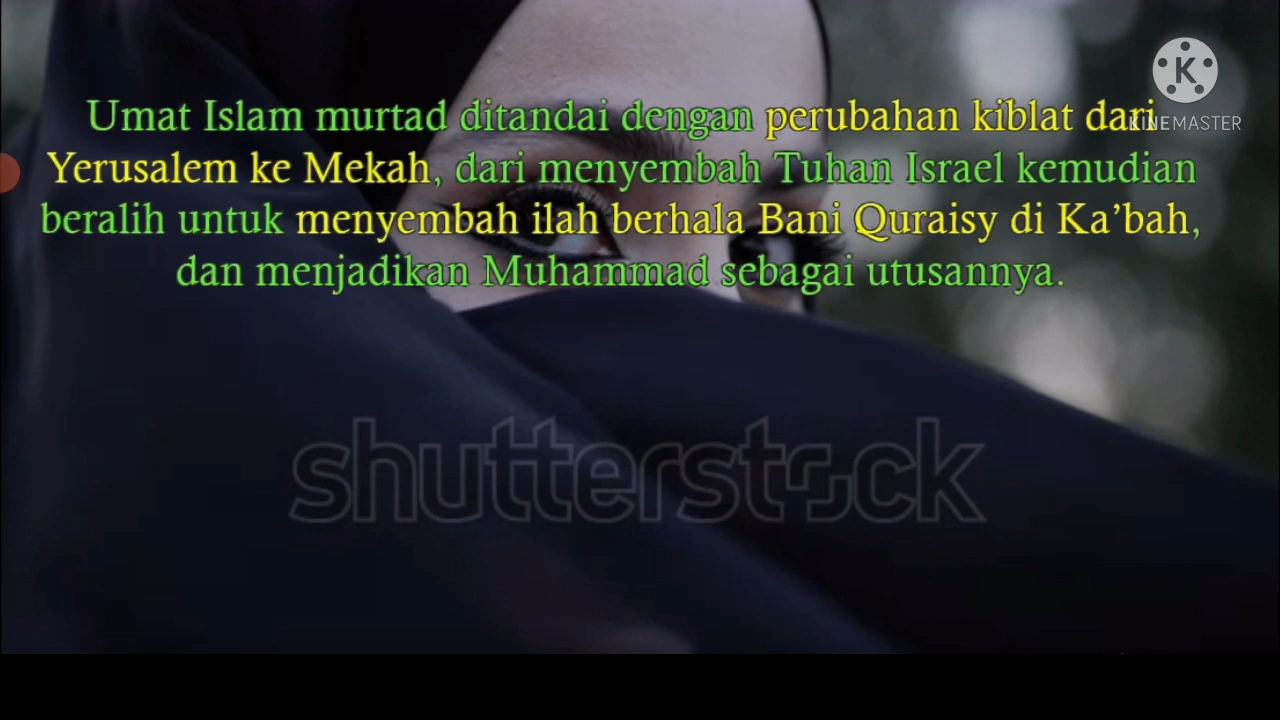 Umat Islam murtad ditandai dengan perubahan kiblat dari
Yerusalem ke Mekah, dari menyembah Tuhan Israel kemudian
beralih untuk menyembah ilah berhala Bani Quraisy di Ka’bah,
dan menjadikan Muhammad sebagai utusannya.
K
KINEMASTER
shutterstock